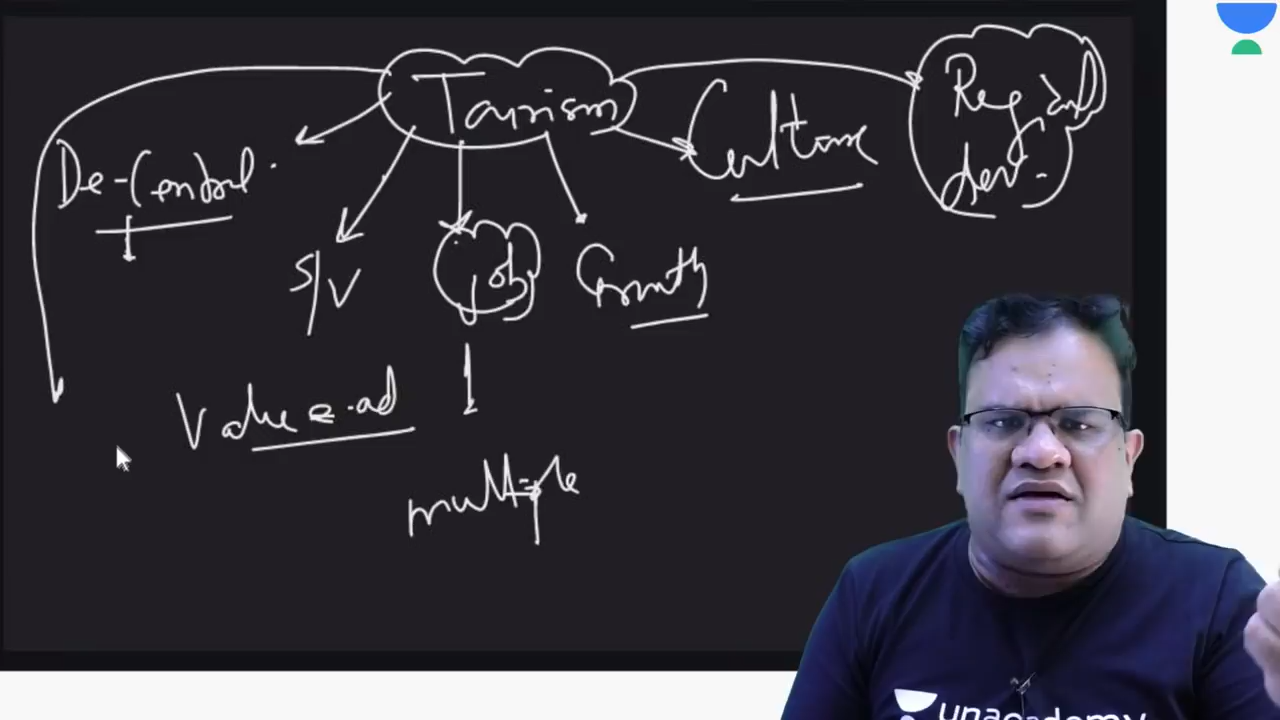 Tourism
Regional
dev.
Culture
De-Central.
S/V
Job
Growth
Value-ad
multiple
unacademy